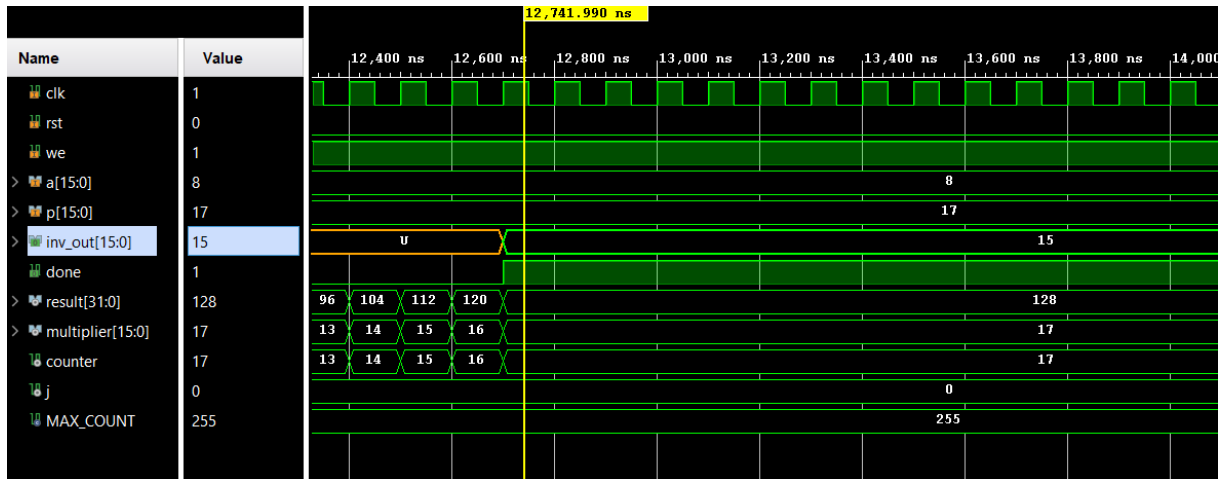 12,741.990 ns
Name Value 12,400 ns 12,600 ns 12,800 ns 13,000 ns 13,200 ns 13,400 ns 13,600 ns 13,800 ns 14,000
clk 1
rst 0
we 1
a[15:0] 8 8
p[15:0] 17 17
inv_out[15:0] 15 U 15
done 1
result[31:0] 128 96 104 112 120 128
multiplier[15:0] 17 13 14 15 16 17
counter 17 13 14 15 16 17
j 0 0
MAX_COUNT 255 255